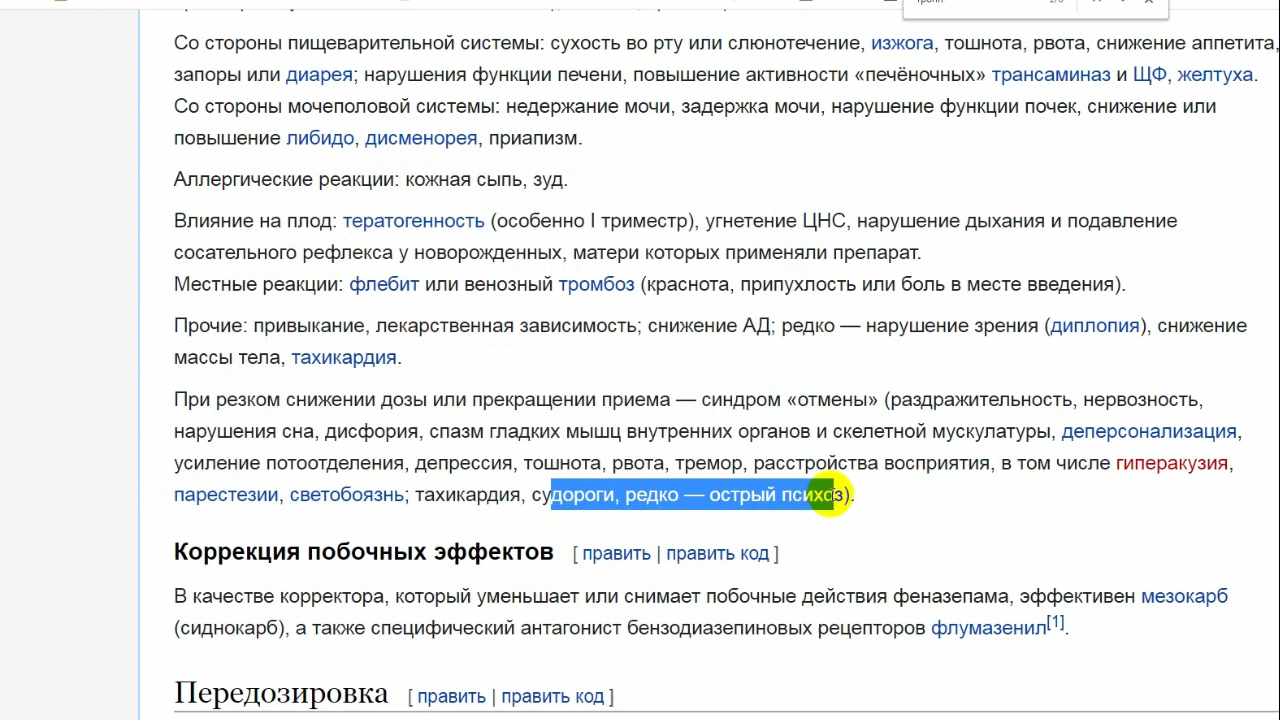 Со стороны пищеварительной системы: сухость во рту или слюнотечение, изжога, тошнота, рвота, снижение аппетита,
запоры или диарея; нарушения функции печени, повышение активности «печёночных» трансаминаз и ЩФ, желтуха.
Со стороны мочеполовой системы: недержание мочи, задержка мочи, нарушение функции почек, снижение или
повышение либидо, дисменорея, приапизм.
Аллергические реакции: кожная сыпь, зуд.
Влияние на плод: тератогенность (особенно I триместр), угнетение ЦНС, нарушение дыхания и подавление
сосательного рефлекса у новорожденных, матери которых применяли препарат.
Местные реакции: флебит или венозный тромбоз (краснота, припухлость или боль в месте введения).
Прочие: привыкание, лекарственная зависимость; снижение АД; редко — нарушение зрения (диплопия), снижение
массы тела, тахикардия.
При резком снижении дозы или прекращении приема — синдром «отмены» (раздражительность, нервозность,
нарушения сна, дисфория, спазм гладких мышц внутренних органов и скелетной мускулатуры, деперсонализация,
усиление потоотделения, депрессия, тошнота, рвота, тремор, расстройства восприятия, в том числе гиперакузия,
парестезии, светобоязнь; тахикардия, судороги, редко — острый психоз).
Коррекция побочных эффектов [ править | править код ]
В качестве корректора, который уменьшает или снимает побочные действия феназепама, эффективен мезокарб
(сиднокарб), а также специфический антагонист бензодиазепиновых рецепторов флумазенил[1].
Передозировка [ править | править код ]